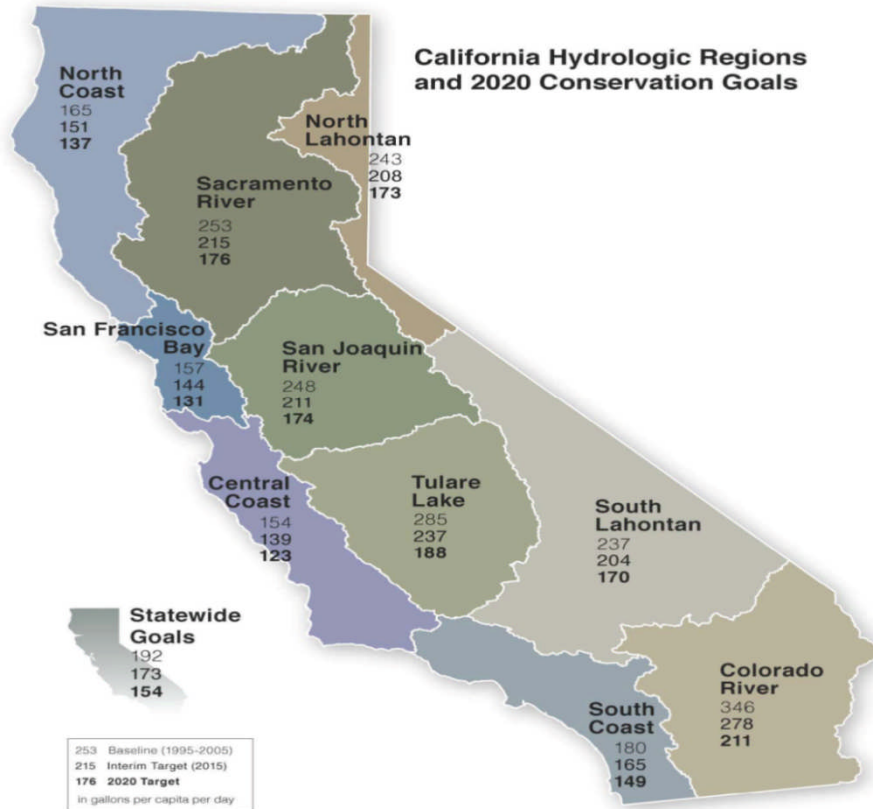 California Hydrologic Regions
and 2020 Conservation Goals
North
Coast
165
151
137
North
Lahontan
243
208
173
Sacramento
River
253
215
176
San Francisco
Bay
157
144
131
San Joaquin
River
248
211
174
Central
Coast
154
139
123
Tulare
Lake
285
237
188
South
Lahontan
237
204
170
Statewide
Goals
192
173
154
South
Coast
180
165
149
Colorado
River
346
278
211
253 Baseline (1995-2005)
215 Interim Target (2015)
176 2020 Target
in gallons per capita per day